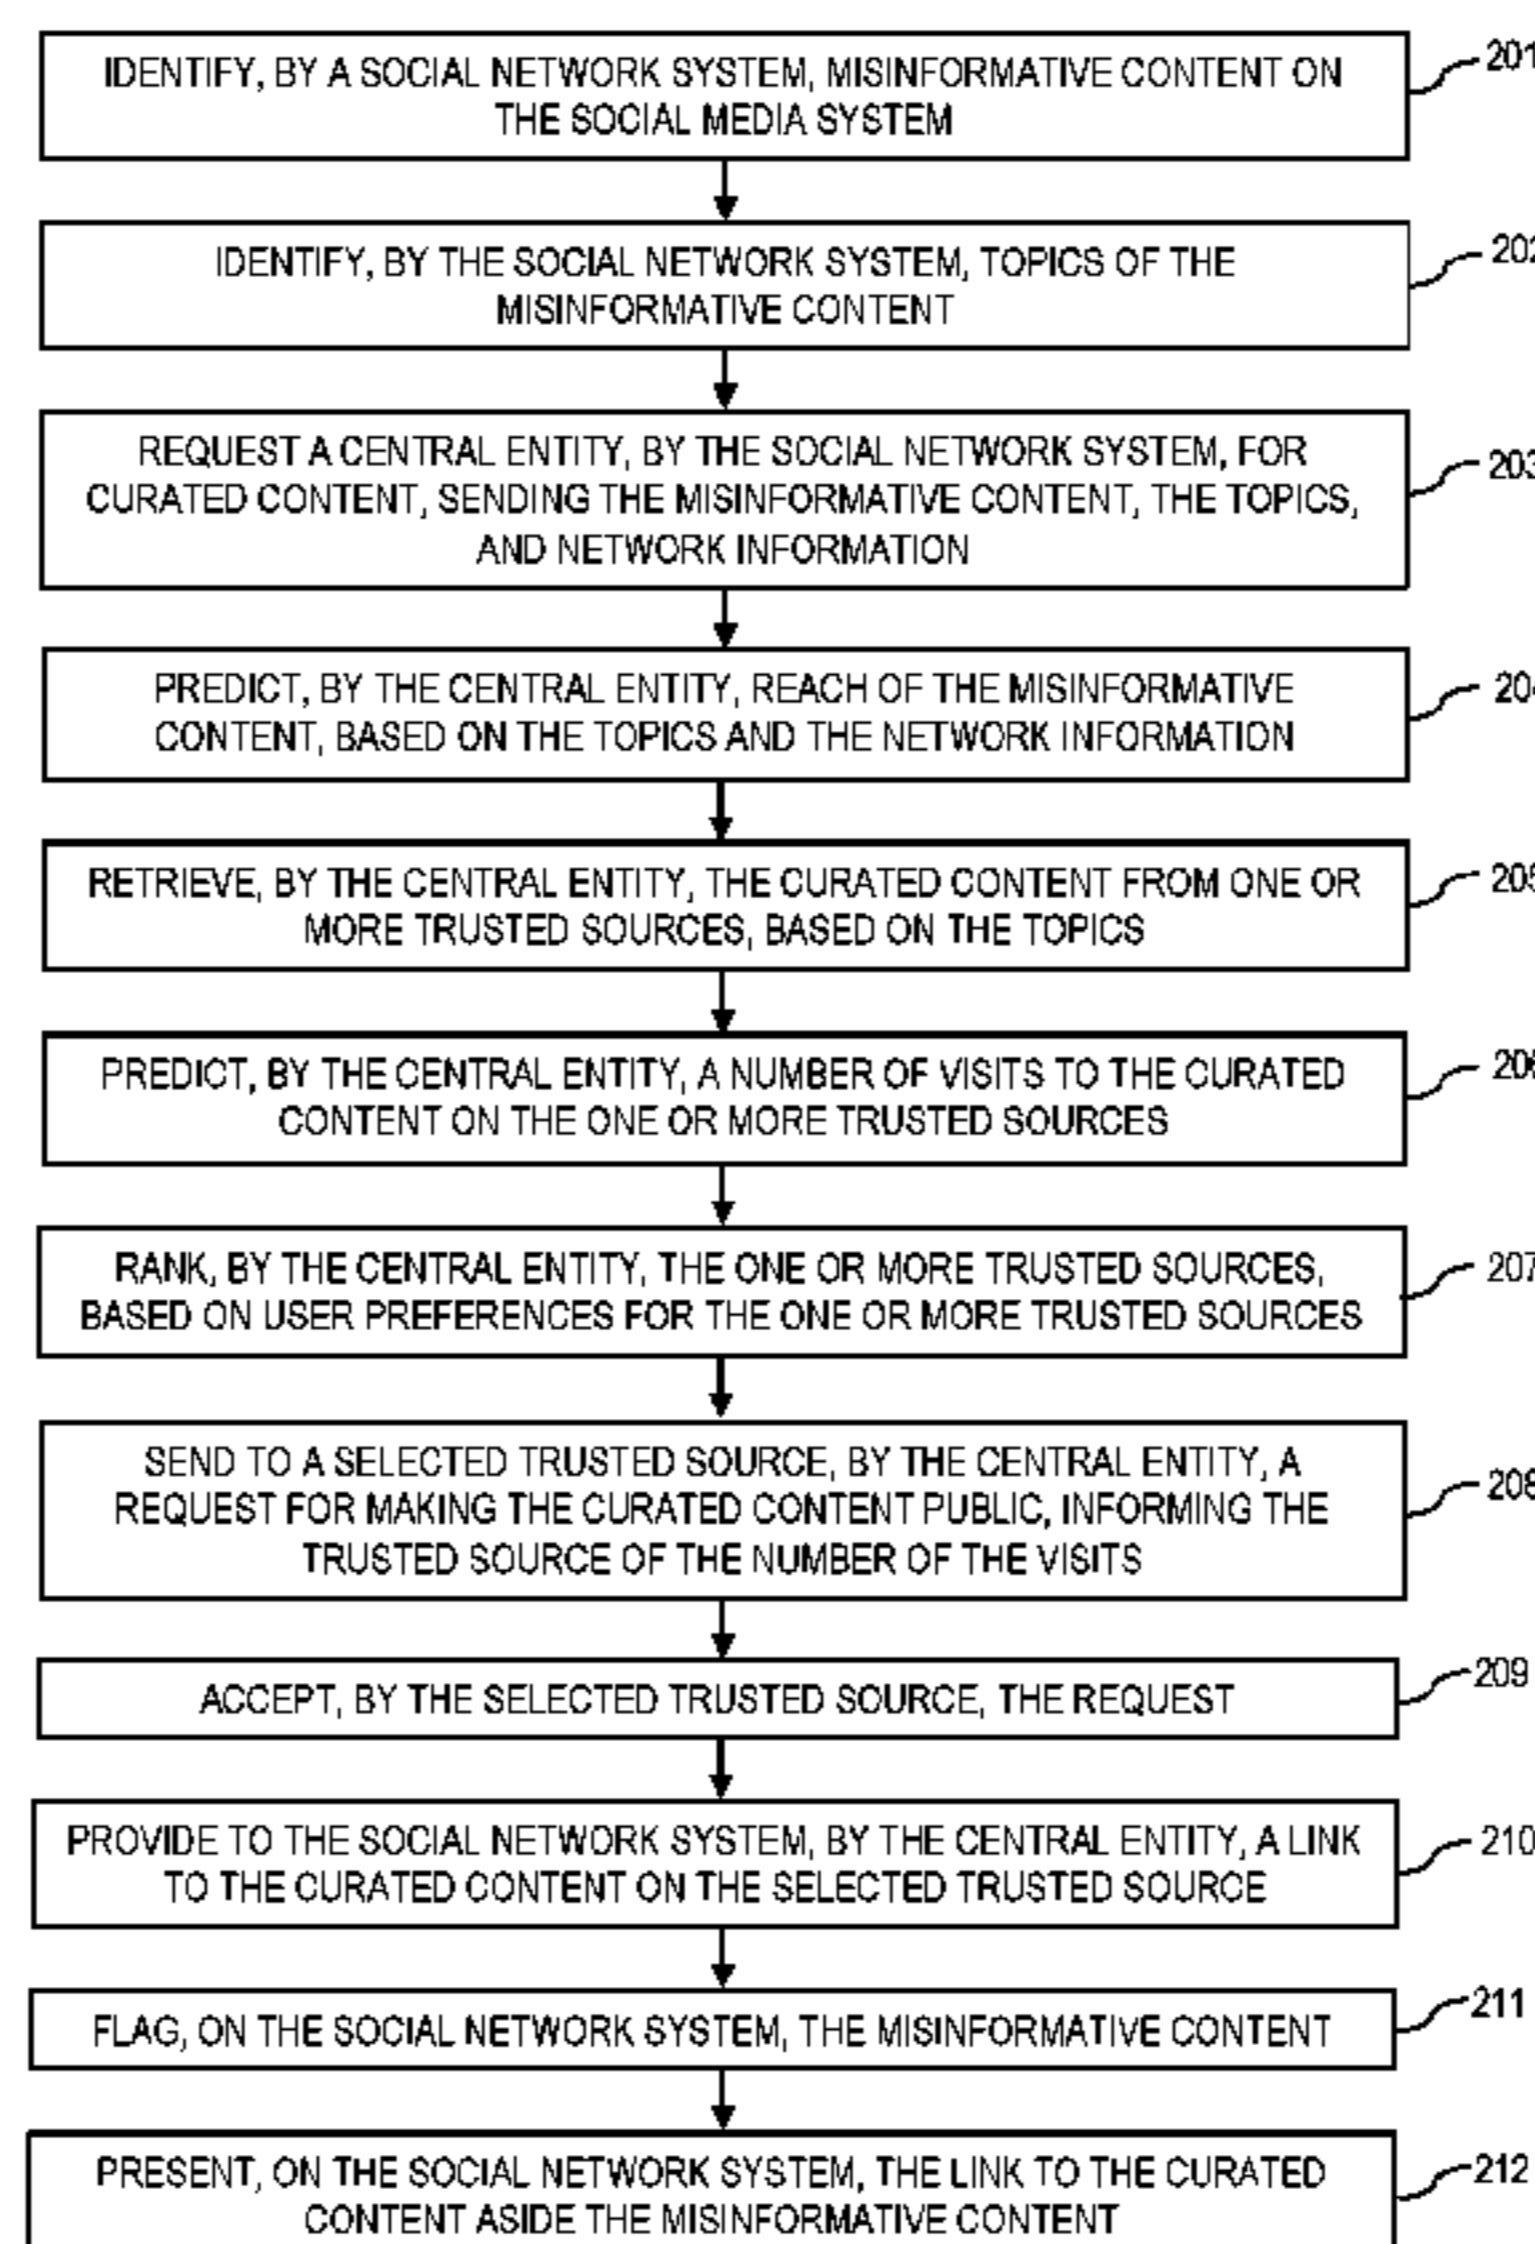 IDENTIFY, BY A SOCIAL NETWORK SYSTEM, MISINFORMATIVE CONTENT ON
THE SOCIAL MEDIA SYSTEM
201
IDENTIFY, BY THE SOCIAL NETWORK SYSTEM, TOPICS OF THE
MISINFORMATIVE CONTENT
202
REQUEST A CENTRAL ENTITY, BY THE SOCIAL NETWORK SYSTEM, FOR
CURATED CONTENT, SENDING THE MISINFORMATIVE CONTENT, THE TOPICS,
AND NETWORK INFORMATION
203
PREDICT, BY THE CENTRAL ENTITY, REACH OF THE MISINFORMATIVE
CONTENT, BASED ON THE TOPICS AND THE NETWORK INFORMATION
204
RETRIEVE, BY THE CENTRAL ENTITY, THE CURATED CONTENT FROM ONE OR
MORE TRUSTED SOURCES, BASED ON THE TOPICS
205
PREDICT, BY THE CENTRAL ENTITY, A NUMBER OF VISITS TO THE CURATED
CONTENT ON THE ONE OR MORE TRUSTED SOURCES
206
RANK, BY THE CENTRAL ENTITY, THE ONE OR MORE TRUSTED SOURCES,
BASED ON USER PREFERENCES FOR THE ONE OR MORE TRUSTED SOURCES
207
SEND TO A SELECTED TRUSTED SOURCE, BY THE CENTRAL ENTITY, A
REQUEST FOR MAKING THE CURATED CONTENT PUBLIC, INFORMING THE
TRUSTED SOURCE OF THE NUMBER OF THE VISITS
208
ACCEPT, BY THE SELECTED TRUSTED SOURCE, THE REQUEST
209
PROVIDE TO THE SOCIAL NETWORK SYSTEM, BY THE CENTRAL ENTITY, A LINK
TO THE CURATED CONTENT ON THE SELECTED TRUSTED SOURCE
210
FLAG, ON THE SOCIAL NETWORK SYSTEM, THE MISINFORMATIVE CONTENT
211
PRESENT, ON THE SOCIAL NETWORK SYSTEM, THE LINK TO THE CURATED
CONTENT ASIDE THE MISINFORMATIVE CONTENT
212